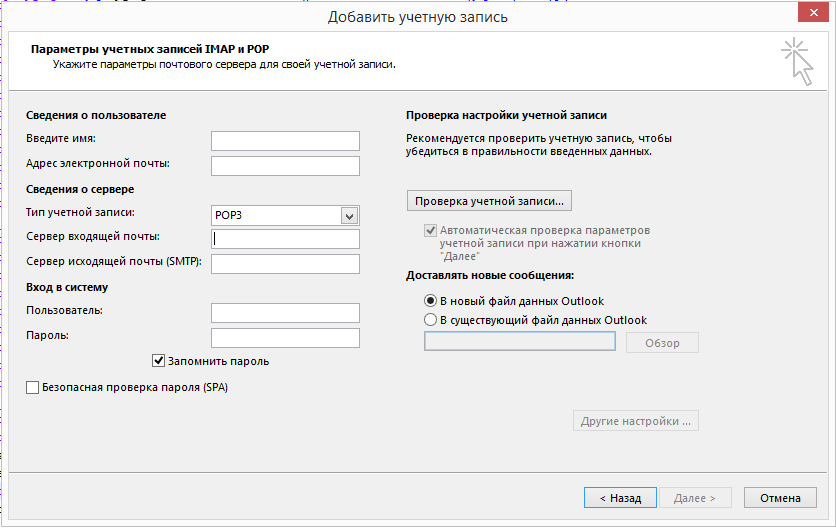 Добавить учетную запись
Параметры учетных записей IMAP и POP
Укажите параметры почтового сервера для своей учетной записи.
Сведения о пользователе
Введите имя:
Адрес электронной почты:
Сведения о сервере
Тип учетной записи:
POP3
Сервер входящей почты:
Сервер исходящей почты (SMTP):
Вход в систему
Пользователь:
Пароль:
Запомнить пароль
Безопасная проверка пароля (SPA)
Проверка настройки учетной записи
Рекомендуется проверить учетную запись, чтобы
убедиться в правильности введенных данных.
Проверка учетной записи...
Автоматическая проверка параметров
учетной записи при нажатии кнопки
"Далее"
Доставлять новые сообщения:
В новый файл данных Outlook
В существующий файл данных Outlook
Обзор
Другие настройки ...
< Назад
Далее >
Отмена